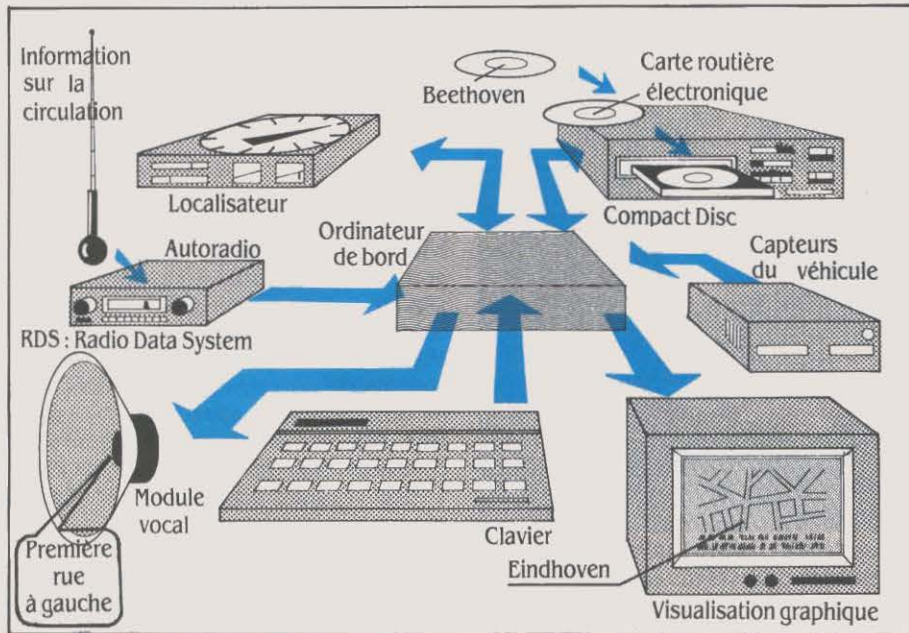 Information
sur la
circulation
Beethoven
Carte routière
électronique
Localisateur
Compact Disc
Ordinateur
de bord
Capteurs
du véhicule
Autoradio
RDS : Radio Data System
Module
vocal
Première
rue
à gauche
Clavier
Eindhoven
Visualisation graphique